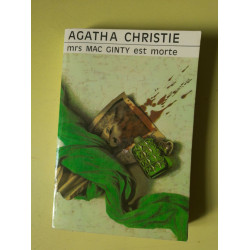 AGATHA CHRISTIE
mrs MAC GINTY est morte